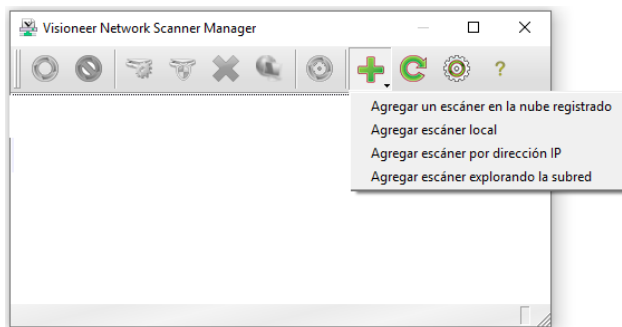 Visioneer Network Scanner Manager
?
Agregar un escáner en la nube registrado
Agregar escáner local
Agregar escáner por dirección IP
Agregar escáner explorando la subred